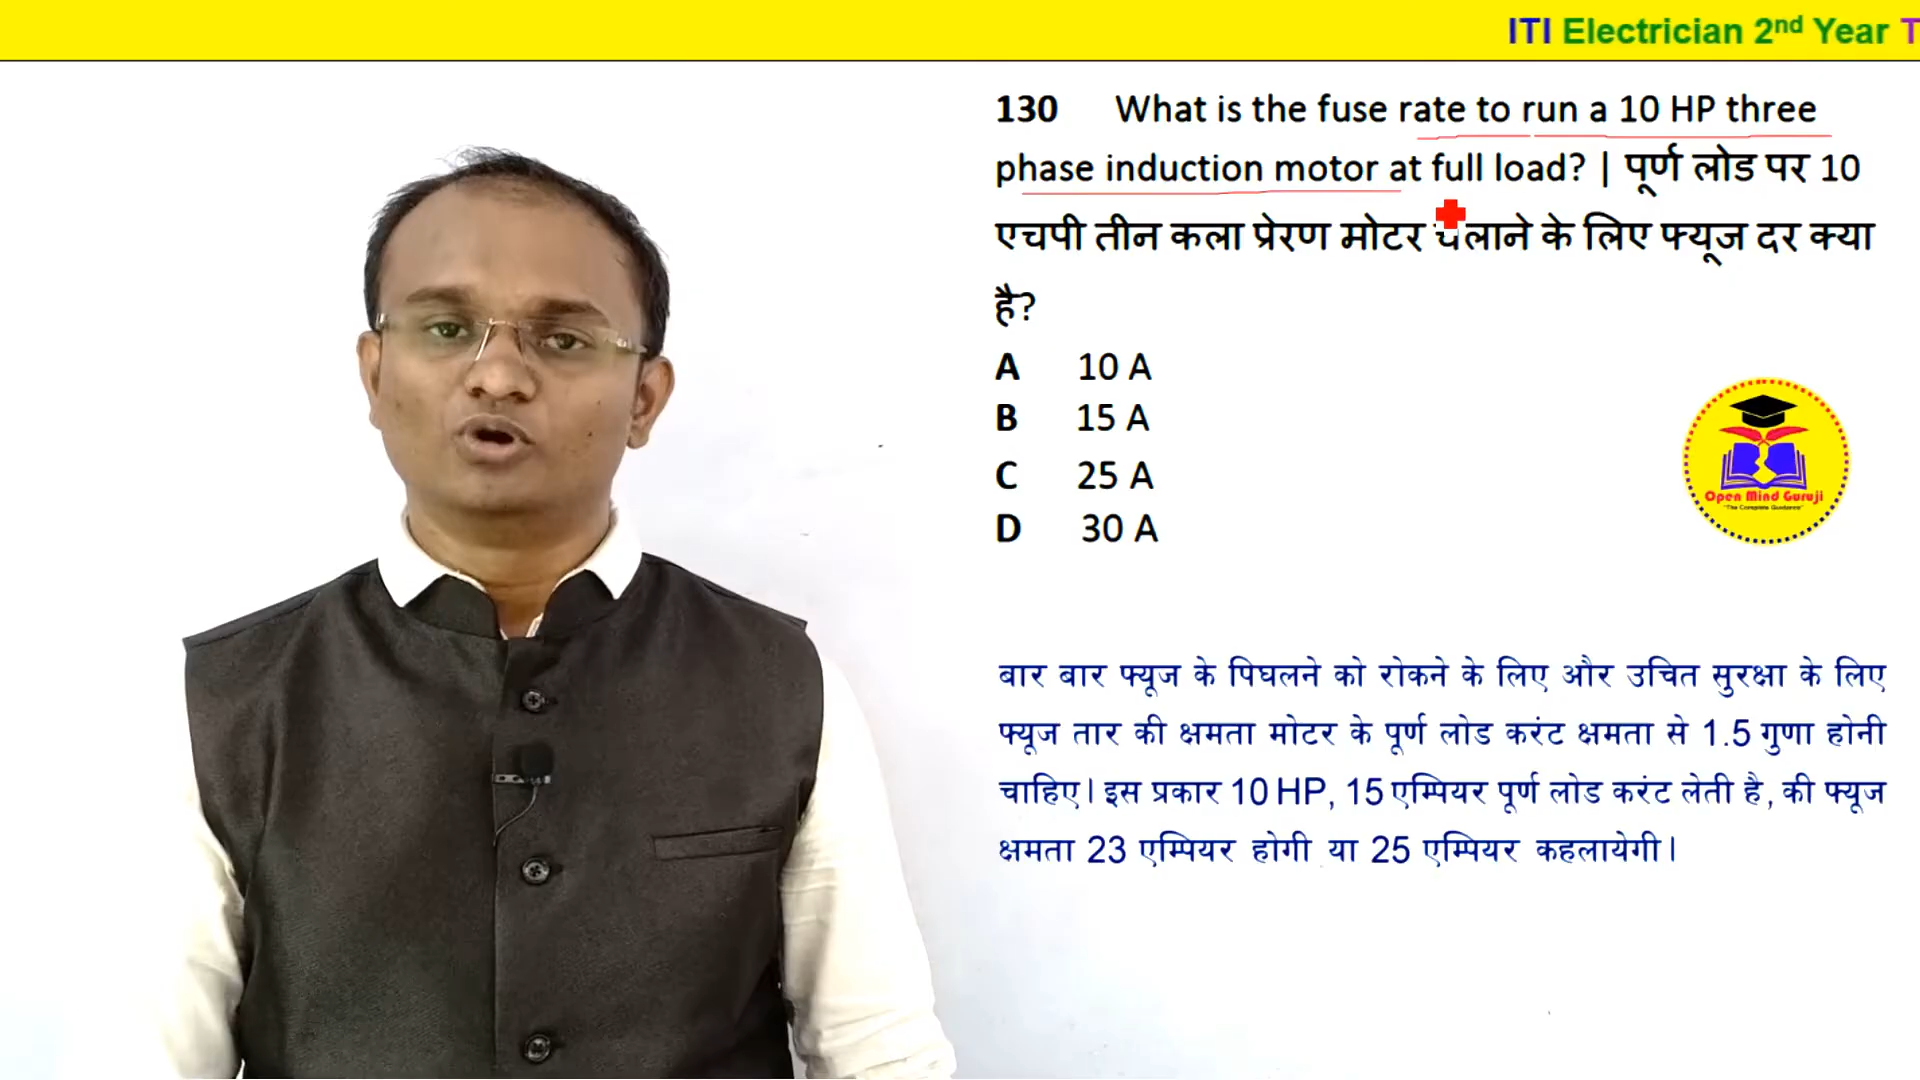 ITI Electrician 2nd Year T
130 What is the fuse rate to run a 10 HP three
phase induction motor at full load? | पूर्ण लोड पर 10
एचपी तीन कला प्रेरण मोटर चलाने के लिए फ्यूज दर क्या
है?
A 10 A
B 15 A
C 25 A
D 30 A
Open Mind Guruji
"The Complete Guidance"
बार बार फ्यूज के पिघलने को रोकने के लिए और उचित सुरक्षा के लिए
फ्यूज तार की क्षमता मोटर के पूर्ण लोड करंट क्षमता से 1.5 गुणा होनी
चाहिए। इस प्रकार 10 HP, 15 एम्पियर पूर्ण लोड करंट लेती है, की फ्यूज
क्षमता 23 एम्पियर होगी या 25 एम्पियर कहलायेगी।